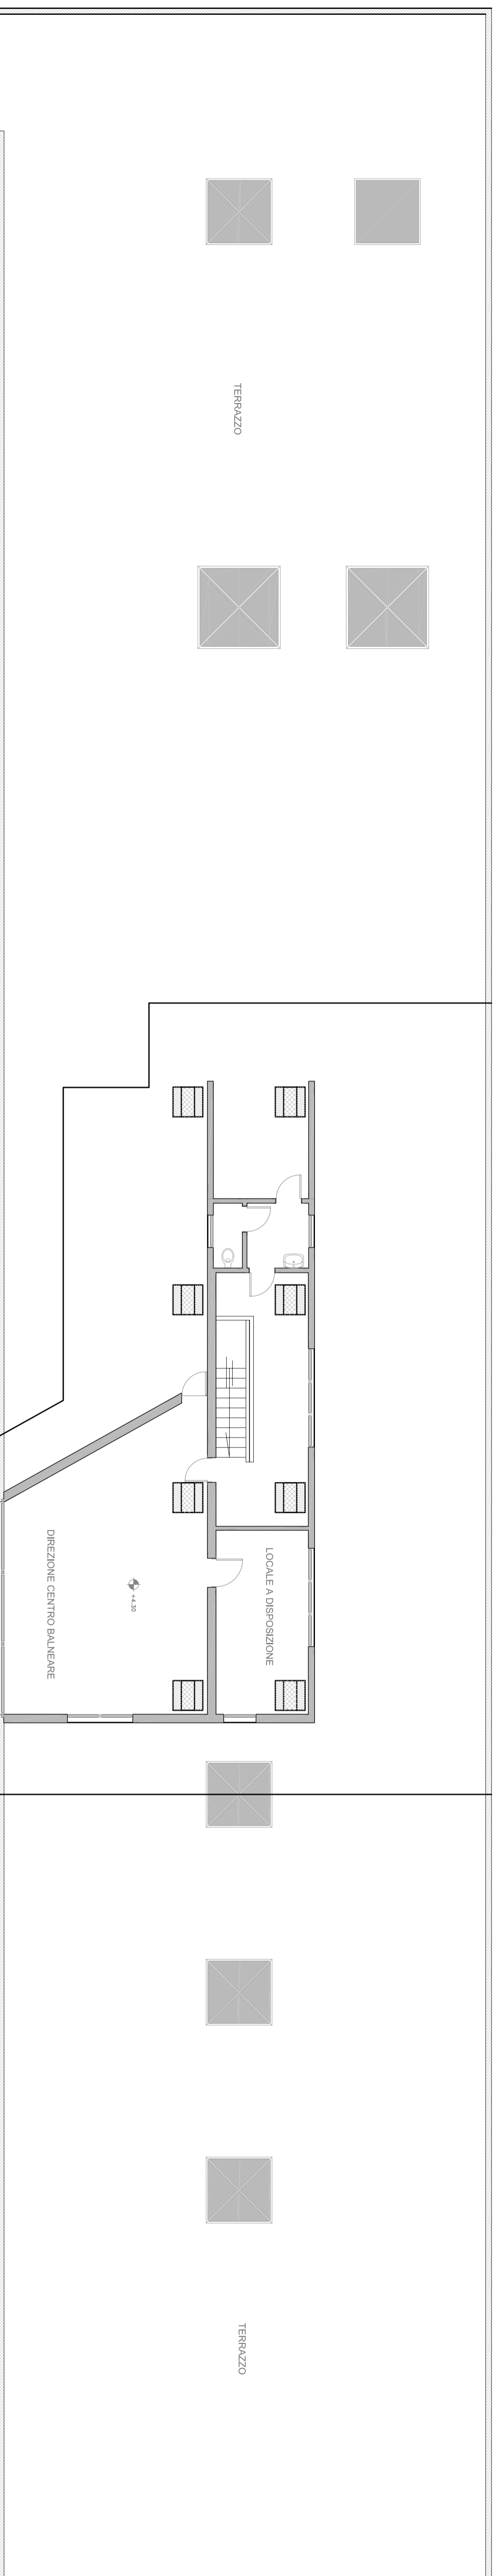 TERRAZZO
LOCALE A DISPOSIZIONE
DIREZIONE CENTRO BALNEARE
+4.30
TERRAZZO